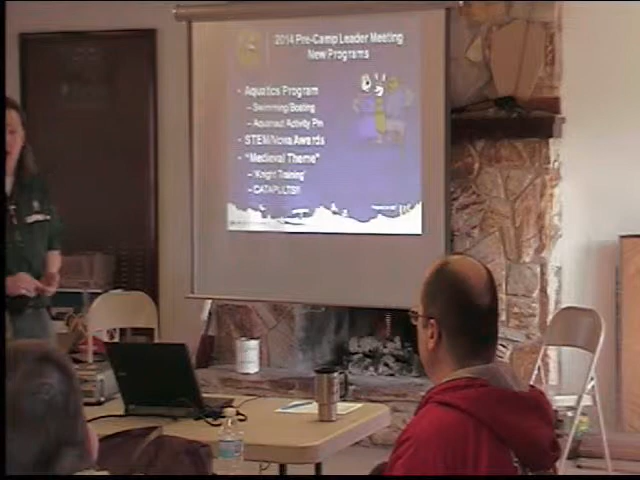 2014 Pre-Camp Leader Meeting
New Programs
- Aquatics Program
– Swimming/Boating
– Aquanaut Activity Pin
- STEM/Nova Awards
- "Medieval Theme"
– 'Knight Training'
– CATAPULTS!!